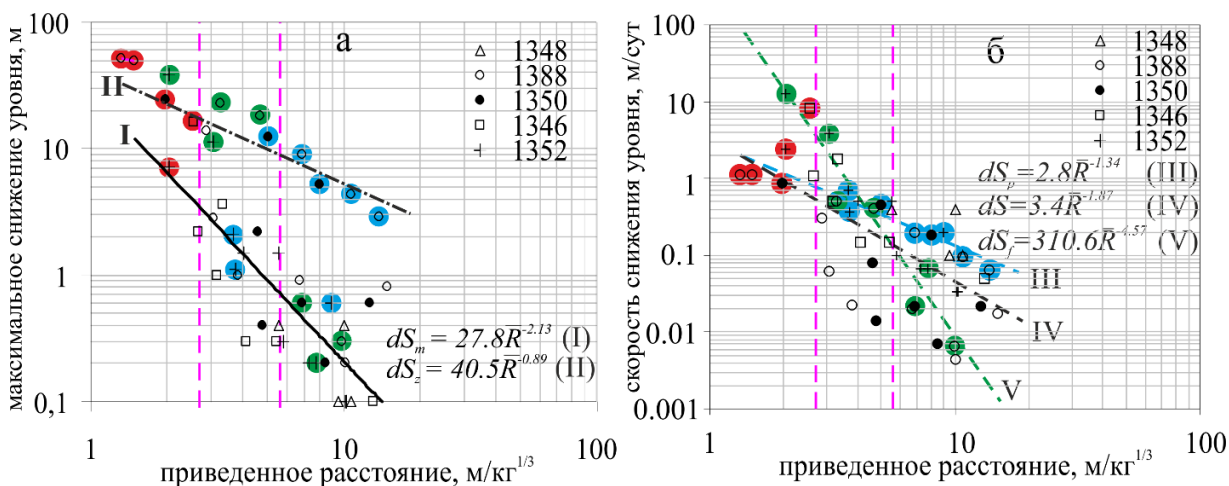 максимальное снижение уровня, м
100
10
1
0,1
1
10
100
приведенное расстояние, м/кг^1/3
а
II
I
1348
1388
1350
1346
1352
dS_m = 27.8R^-2.13 (I)
dS_z = 40.5R^-0.89 (II)
скорость снижения уровня, м/сут
100
10
1
0.1
0.01
0.001
1
10
100
приведенное расстояние, м/кг^1/3
б
1348
1388
1350
1346
1352
dS_p=2.8R̅^-1.34 (III)
dS=3.4R̅^-1.87 (IV)
dS_f=310.6R̅^-4.57 (V)
III
IV
V